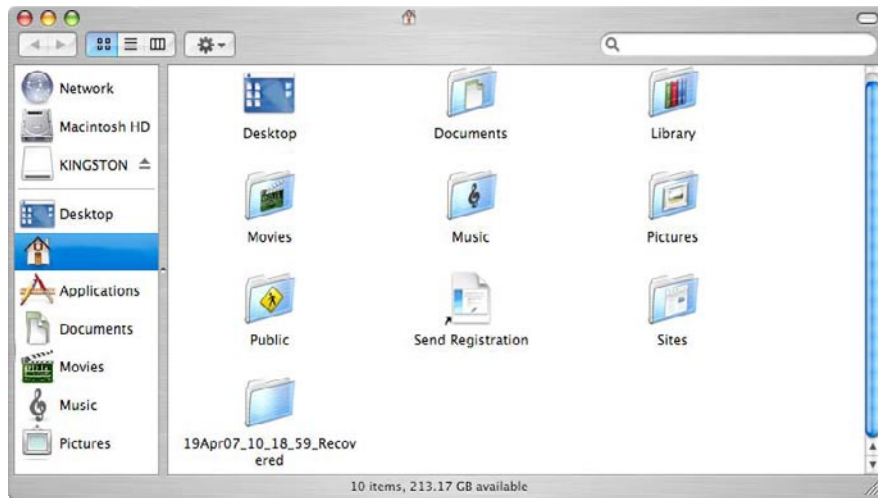 Network
Macintosh HD
KINGSTON
Desktop
Applications
Documents
Movies
Music
Pictures
Desktop
Documents
Library
Movies
Music
Pictures
Public
Send Registration
Sites
19Apr07_10_18_59_Recov
ered
10 items, 213.17 GB available